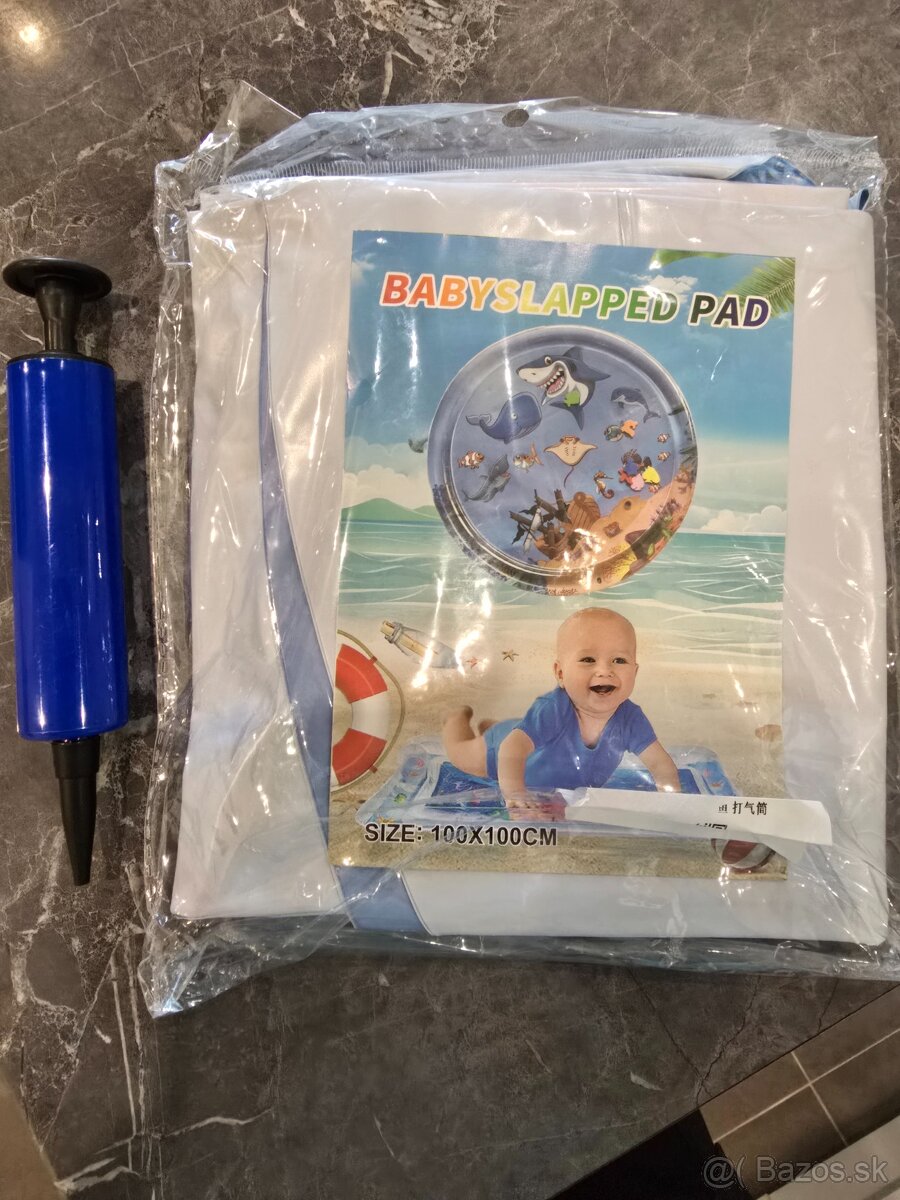 BABYSLAPPED PAD
打气筒
SIZE: 100X100CM
@( Bazos.sk